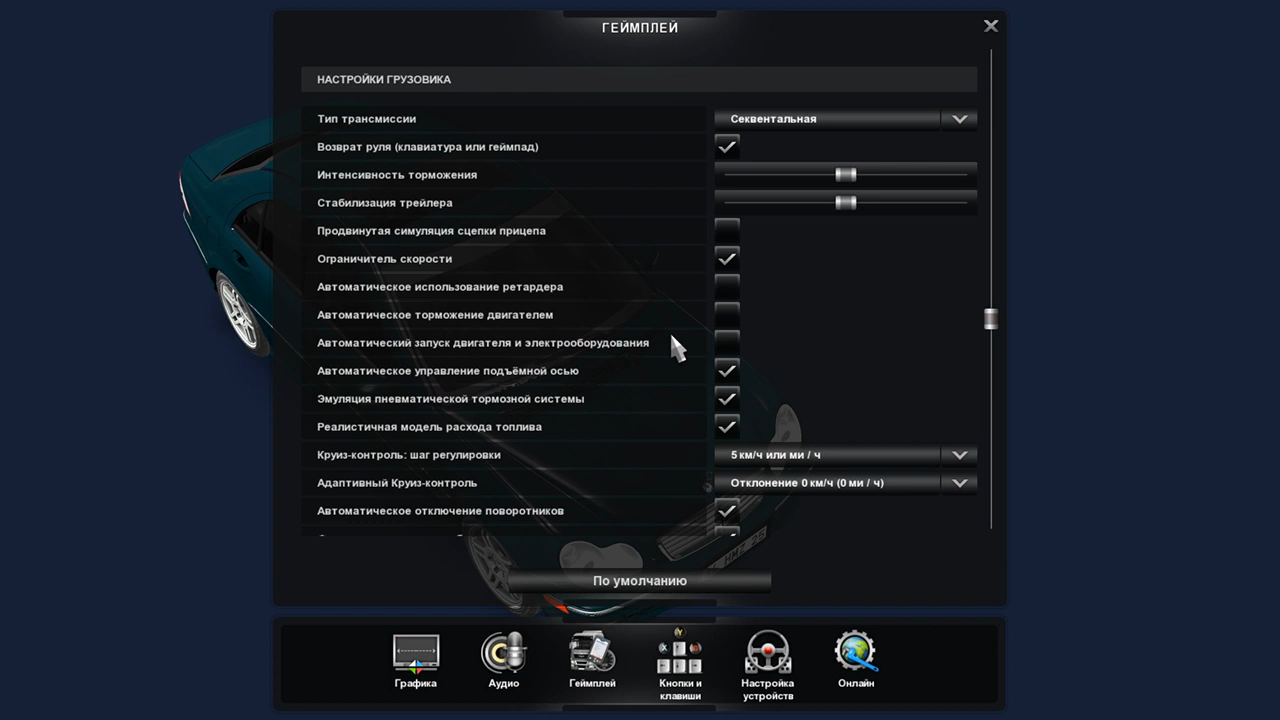 ГЕЙМПЛЕЙ
НАСТРОЙКИ ГРУЗОВИКА
Тип трансмиссии
Секвентальная
Возврат руля (клавиатура или геймпад)
Интенсивность торможения
Стабилизация трейлера
Продвинутая симуляция сцепки прицепа
Ограничитель скорости
Автоматическое использование ретардера
Автоматическое торможение двигателем
Автоматический запуск двигателя и электрооборудования
Автоматическое управление подъёмной осью
Эмуляция пневматической тормозной системы
Реалистичная модель расхода топлива
Круиз-контроль: шаг регулировки
5 км/ч или ми / ч
Адаптивный Круиз-контроль
Отклонение 0 км/ч (0 ми / ч)
Автоматическое отключение поворотников
По умолчанию
Графика
Аудио
Геймплей
Кнопки и
клавиши
Настройка
устройств
Онлайн